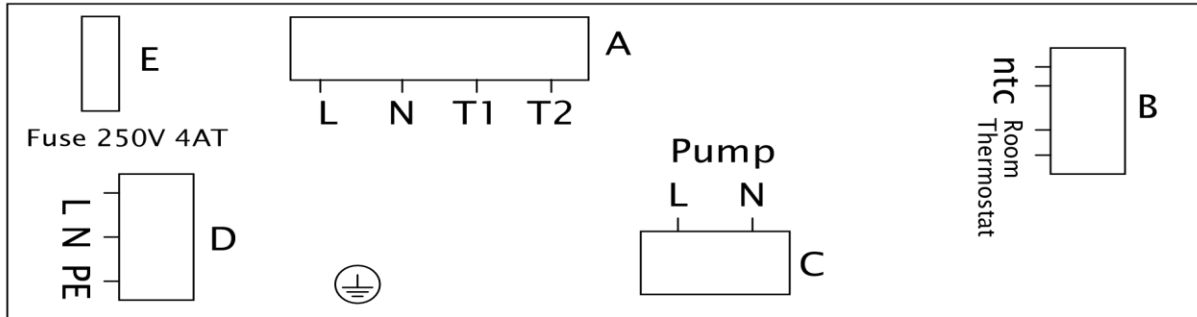 E
Fuse 250V 4AT
A
L N T1 T2
ntc
Room
Thermostat
B
Pump
L N
C
L N PE
D